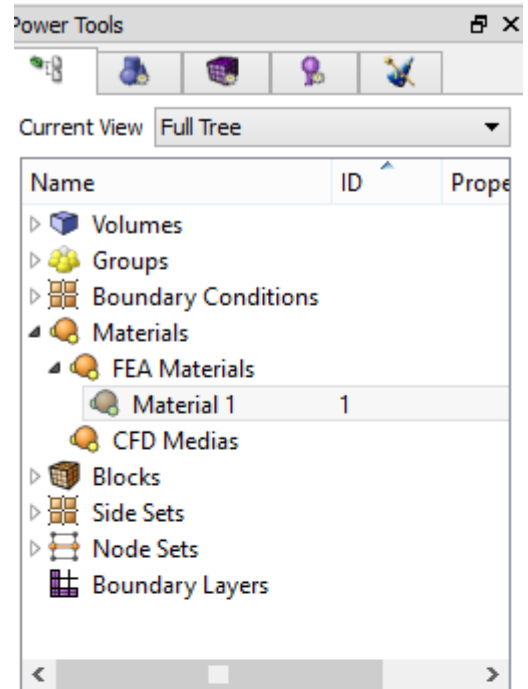 Power Tools
Current View Full Tree
Name ID Prope
Volumes
Groups
Boundary Conditions
Materials
FEA Materials
Material 1 1
CFD Medias
Blocks
Side Sets
Node Sets
Boundary Layers